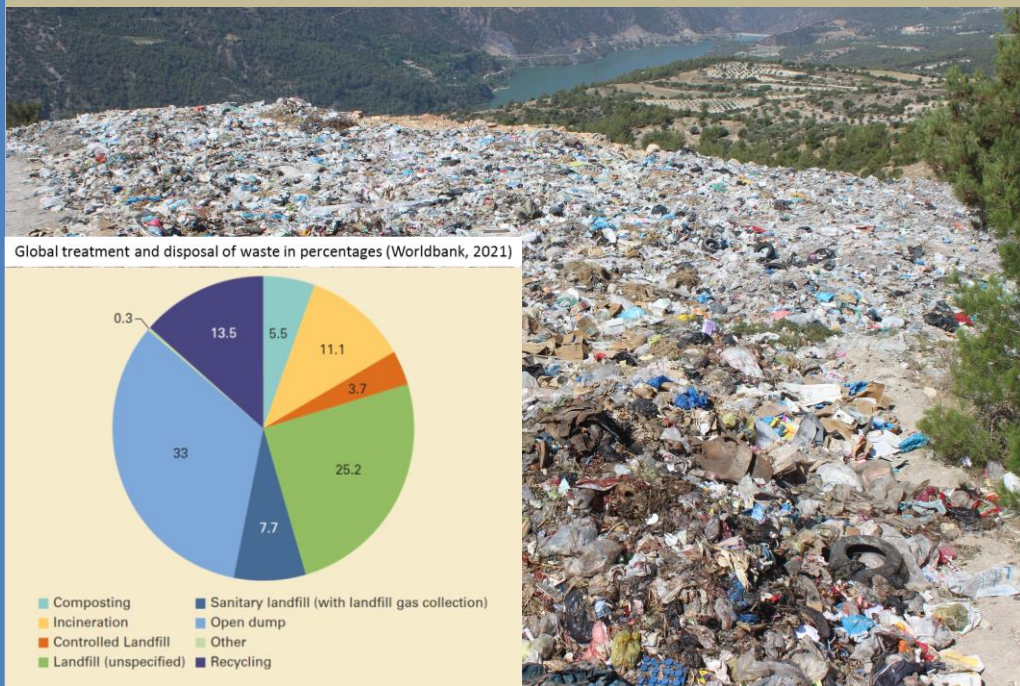 Global treatment and disposal of waste in percentages (Worldbank, 2021)
0.3
13.5
5.5
11.1
3.7
33
25.2
7.7
Composting
Incineration
Controlled Landfill
Landfill (unspecified)
Sanitary landfill (with landfill gas collection)
Open dump
Other
Recycling